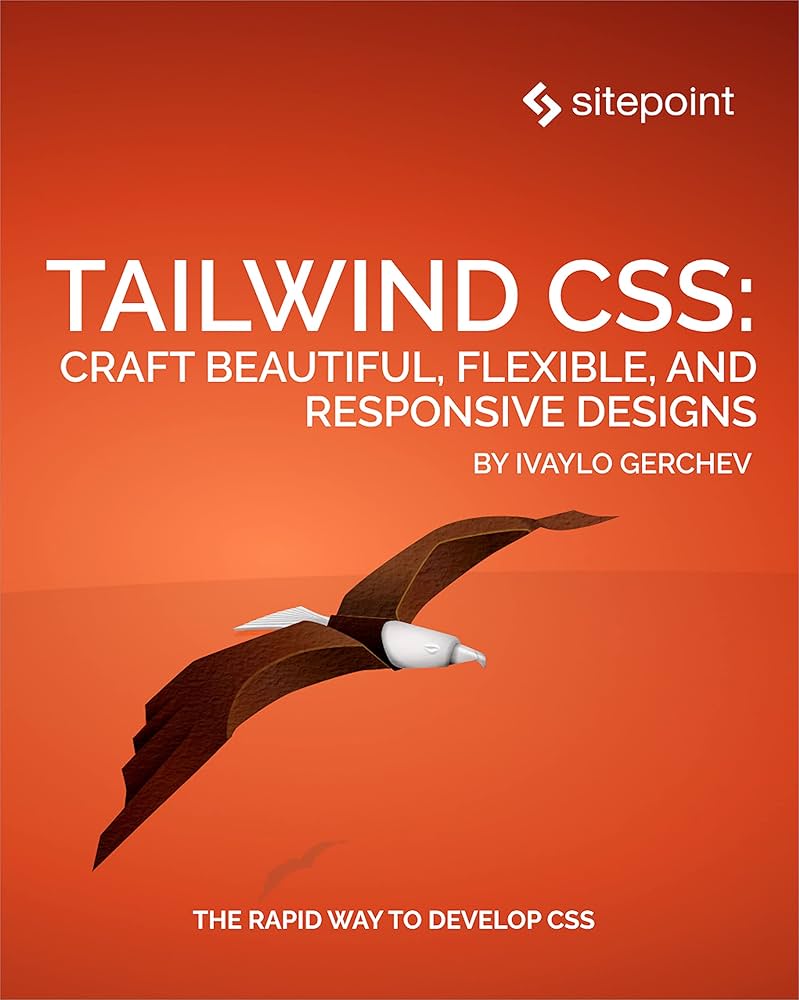 sitepoint
TAILWIND CSS:
CRAFT BEAUTIFUL, FLEXIBLE, AND
RESPONSIVE DESIGNS
BY IVAYLO GERCHEV
THE RAPID WAY TO DEVELOP CSS